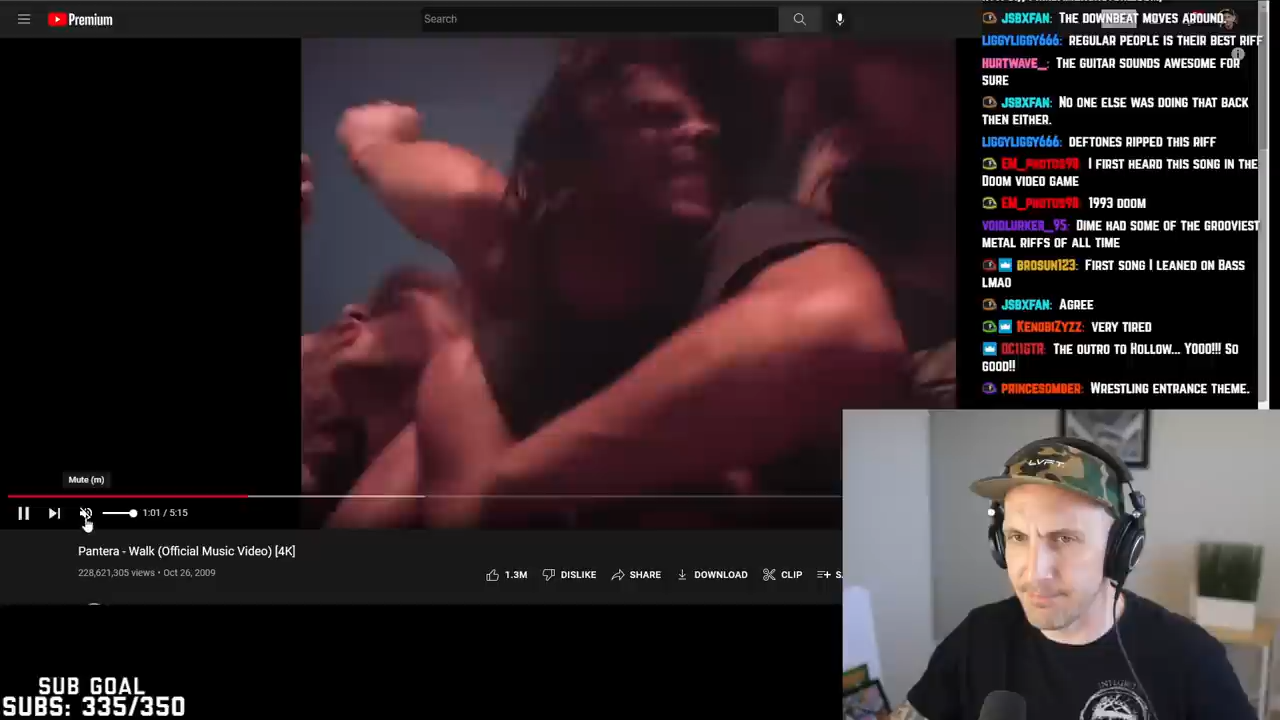 Premium
Search
JSBXFAN: THE DOWNBEAT MOVES AROUND.
LIGGYLIGGY666: REGULAR PEOPLE IS THEIR BEST RIFF
HURTWAVE_: THE GUITAR SOUNDS AWESOME FOR
SURE
JSBXFAN: NO ONE ELSE WAS DOING THAT BACK
THEN EITHER.
LIGGYLIGGY666: DEFTONES RIPPED THIS RIFF
EM_PHOTOS90: I FIRST HEARD THIS SONG IN THE
DOOM VIDEO GAME
EM_PHOTOS90: 1993 DOOM
VOIDLURKER_95: DIME HAD SOME OF THE GROOVIEST
METAL RIFFS OF ALL TIME
BROSUN123: FIRST SONG I LEANED ON BASS
LMAO
JSBXFAN: AGREE
KENOBIZYZZ: VERY TIRED
OC11GTR: THE OUTRO TO HOLLOW... YOOO!!! SO
GOOD!!
PRINCESOMBER: WRESTLING ENTRANCE THEME.
Mute (m)
1:01 / 5:15
Pantera - Walk (Official Music Video) [4K]
228,621,305 views • Oct 26, 2009
1.3M DISLIKE SHARE DOWNLOAD CLIP S
LVFT.
INTEGR
SUB GOAL
SUBS: 335/350